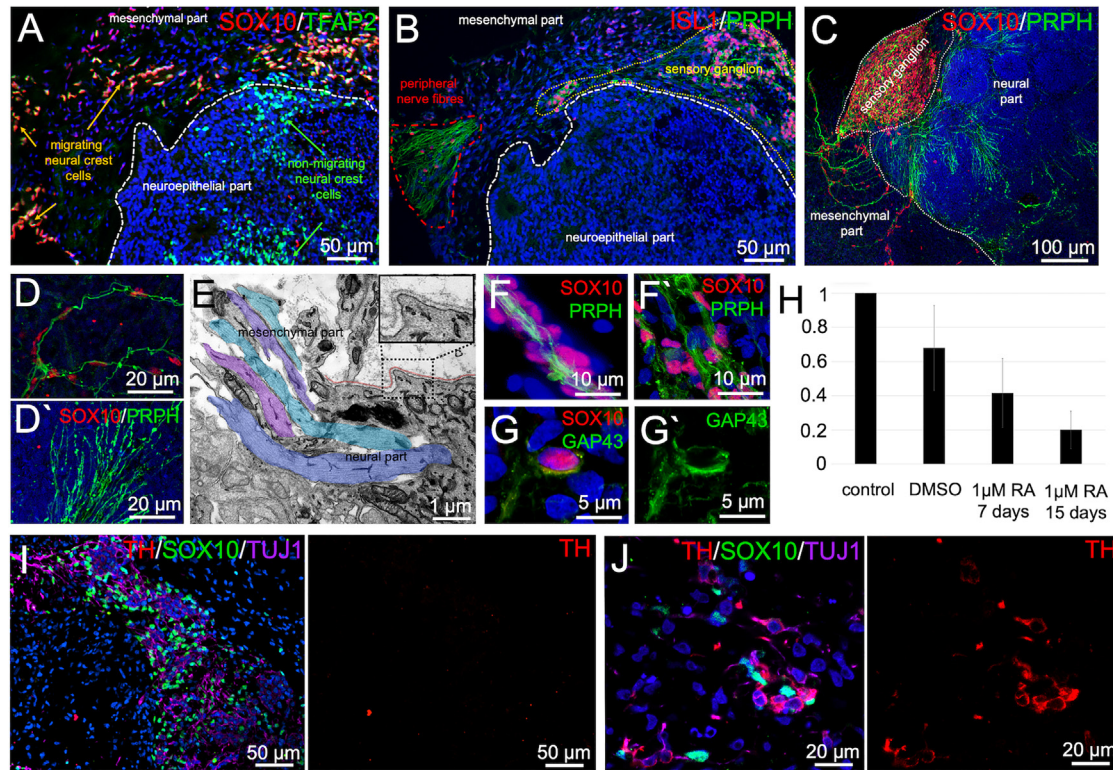 A
SOX10/TFAP2
mesenchymal part
migrating
neural crest
cells
neuroepithelial part
non-migrating
neural crest
cells
50 µm
B
ISL1/PRPH
mesenchymal part
peripheral
nerve fibres
sensory ganglion
neuroepithelial part
50 µm
C
SOX10/PRPH
sensory ganglion
neural
part
mesenchymal
part
100 µm
D
20 µm
D`
SOX10/PRPH
20 µm
E
mesenchymal part
neural part
1 µm
F
SOX10
PRPH
10 µm
F`
SOX10
PRPH
10 µm
G
SOX10
GAP43
5 µm
G`
GAP43
5 µm
H
1
0.8
0.6
0.4
0.2
0
control
DMSO
1µM RA
7 days
1µM RA
15 days
I
TH/SOX10/TUJ1
50 µm
TH
50 µm
J
TH/SOX10/TUJ1
20 µm
TH
20 µm